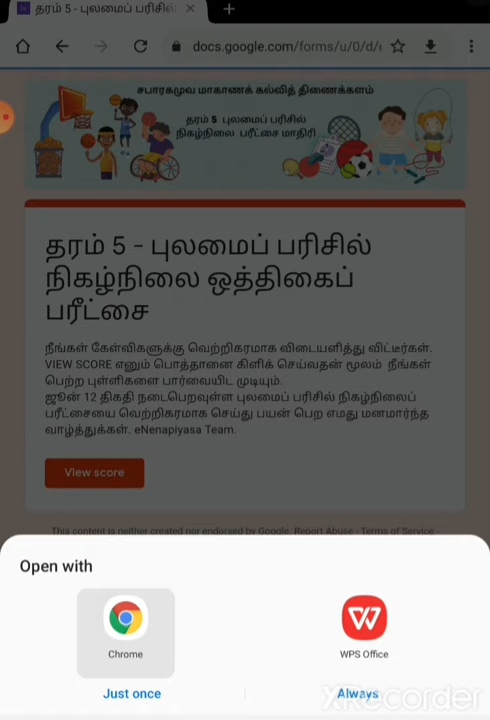 தரம் 5 - புலமைப் பரிசில்
docs.google.com/forms/u/0/d/
சபாரகமுவ மாகாணக் கல்வித் திணைக்களம்
தரம் 5 புலமைப் பரிசில்
நிகழ்நிலை பரீட்சை மாதிரி
தரம் 5 - புலமைப் பரிசில்
நிகழ்நிலை ஒத்திகைப்
பரீட்சை
நீங்கள் கேள்விகளுக்கு வெற்றிகரமாக விடையளித்து விட்டீர்கள்.
VIEW SCORE எனும் பொத்தானை கிளிக் செய்வதன் மூலம் நீங்கள்
பெற்ற புள்ளிகளை பார்வையிட முடியும்.
ஜூன் 12 திகதி நடைபெறவுள்ள புலமைப் பரிசில் நிகழ்நிலைப்
பரீட்சையை வெற்றிகரமாக செய்து பயன் பெற எமது மனமார்ந்த
வாழ்த்துக்கள். eNenapiyasa Team.
View score
This content is neither created nor endorsed by Google. Report Abuse - Terms of Service -
Open with
Chrome
WPS Office
Just once
Always
XRecorder